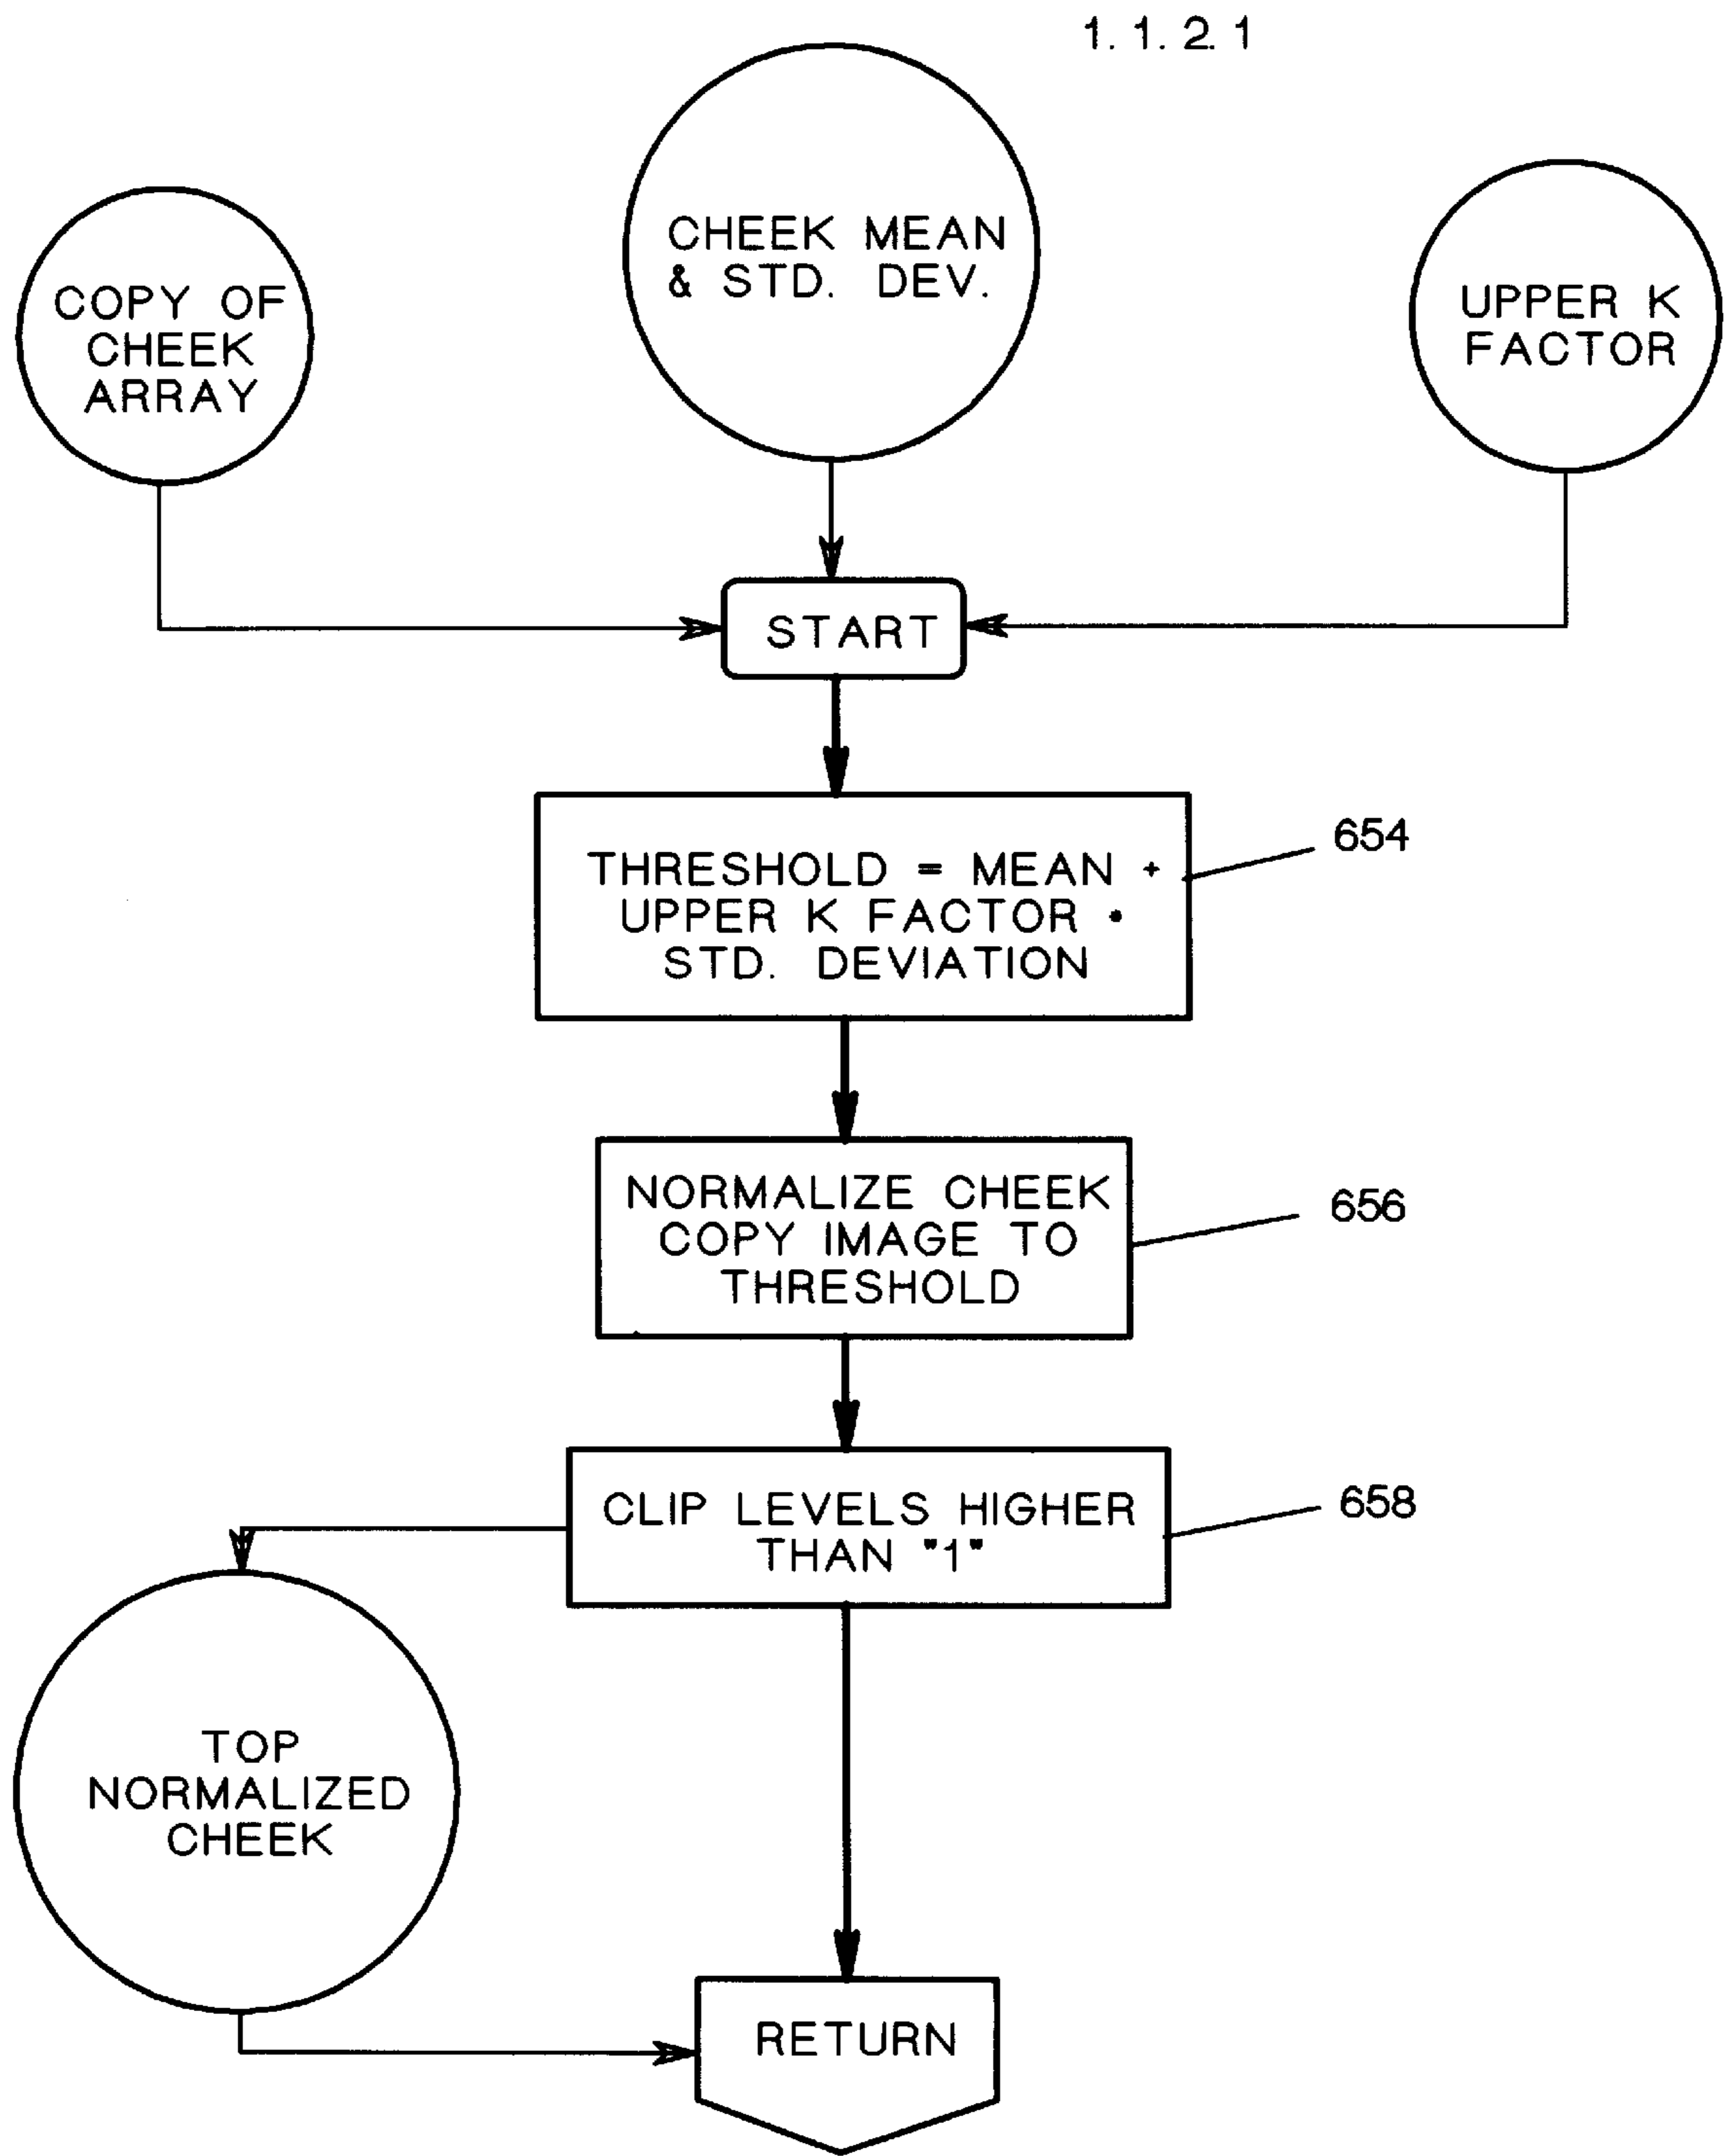 1. 1. 2. 1
COPY OF
CHEEK
ARRAY
CHEEK MEAN
& STD. DEV.
UPPER K
FACTOR
START
THRESHOLD = MEAN +
UPPER K FACTOR •
STD. DEVIATION
654
NORMALIZE CHEEK
COPY IMAGE TO
THRESHOLD
656
CLIP LEVELS HIGHER
THAN "1"
658
TOP
NORMALIZED
CHEEK
RETURN